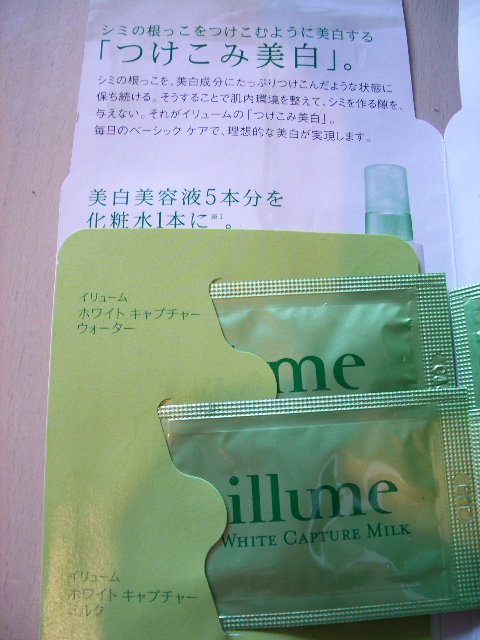 シミの根っこをつけこむように美白する
「つけこみ美白」。
シミの根っこを、美白成分にたっぷりつけこんだような状態に
保ち続ける。そうすることで肌内環境を整えて、シミを作る隙を、
与えない。それがイリュームの「つけこみ美白」。
毎日のベーシック ケアで、理想的な美白が実現します。
美白美容液5本分を
化粧水1本に※1。
イリューム
ホワイト キャプチャー
ウォーター
ume
illume
WHITE CAPTURE MILK
イリューム
ホワイト キャプチャー
ミルク